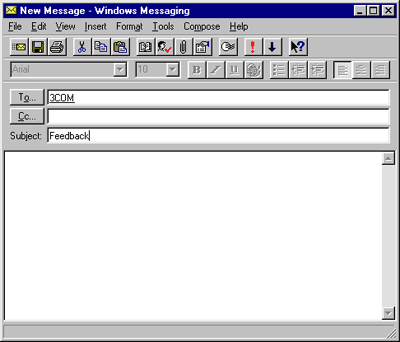 New Message - Windows Messaging
File Edit View Insert Format Tools Compose Help
Arial 10 B I U
To... 3COM
Cc...
Subject: Feedback